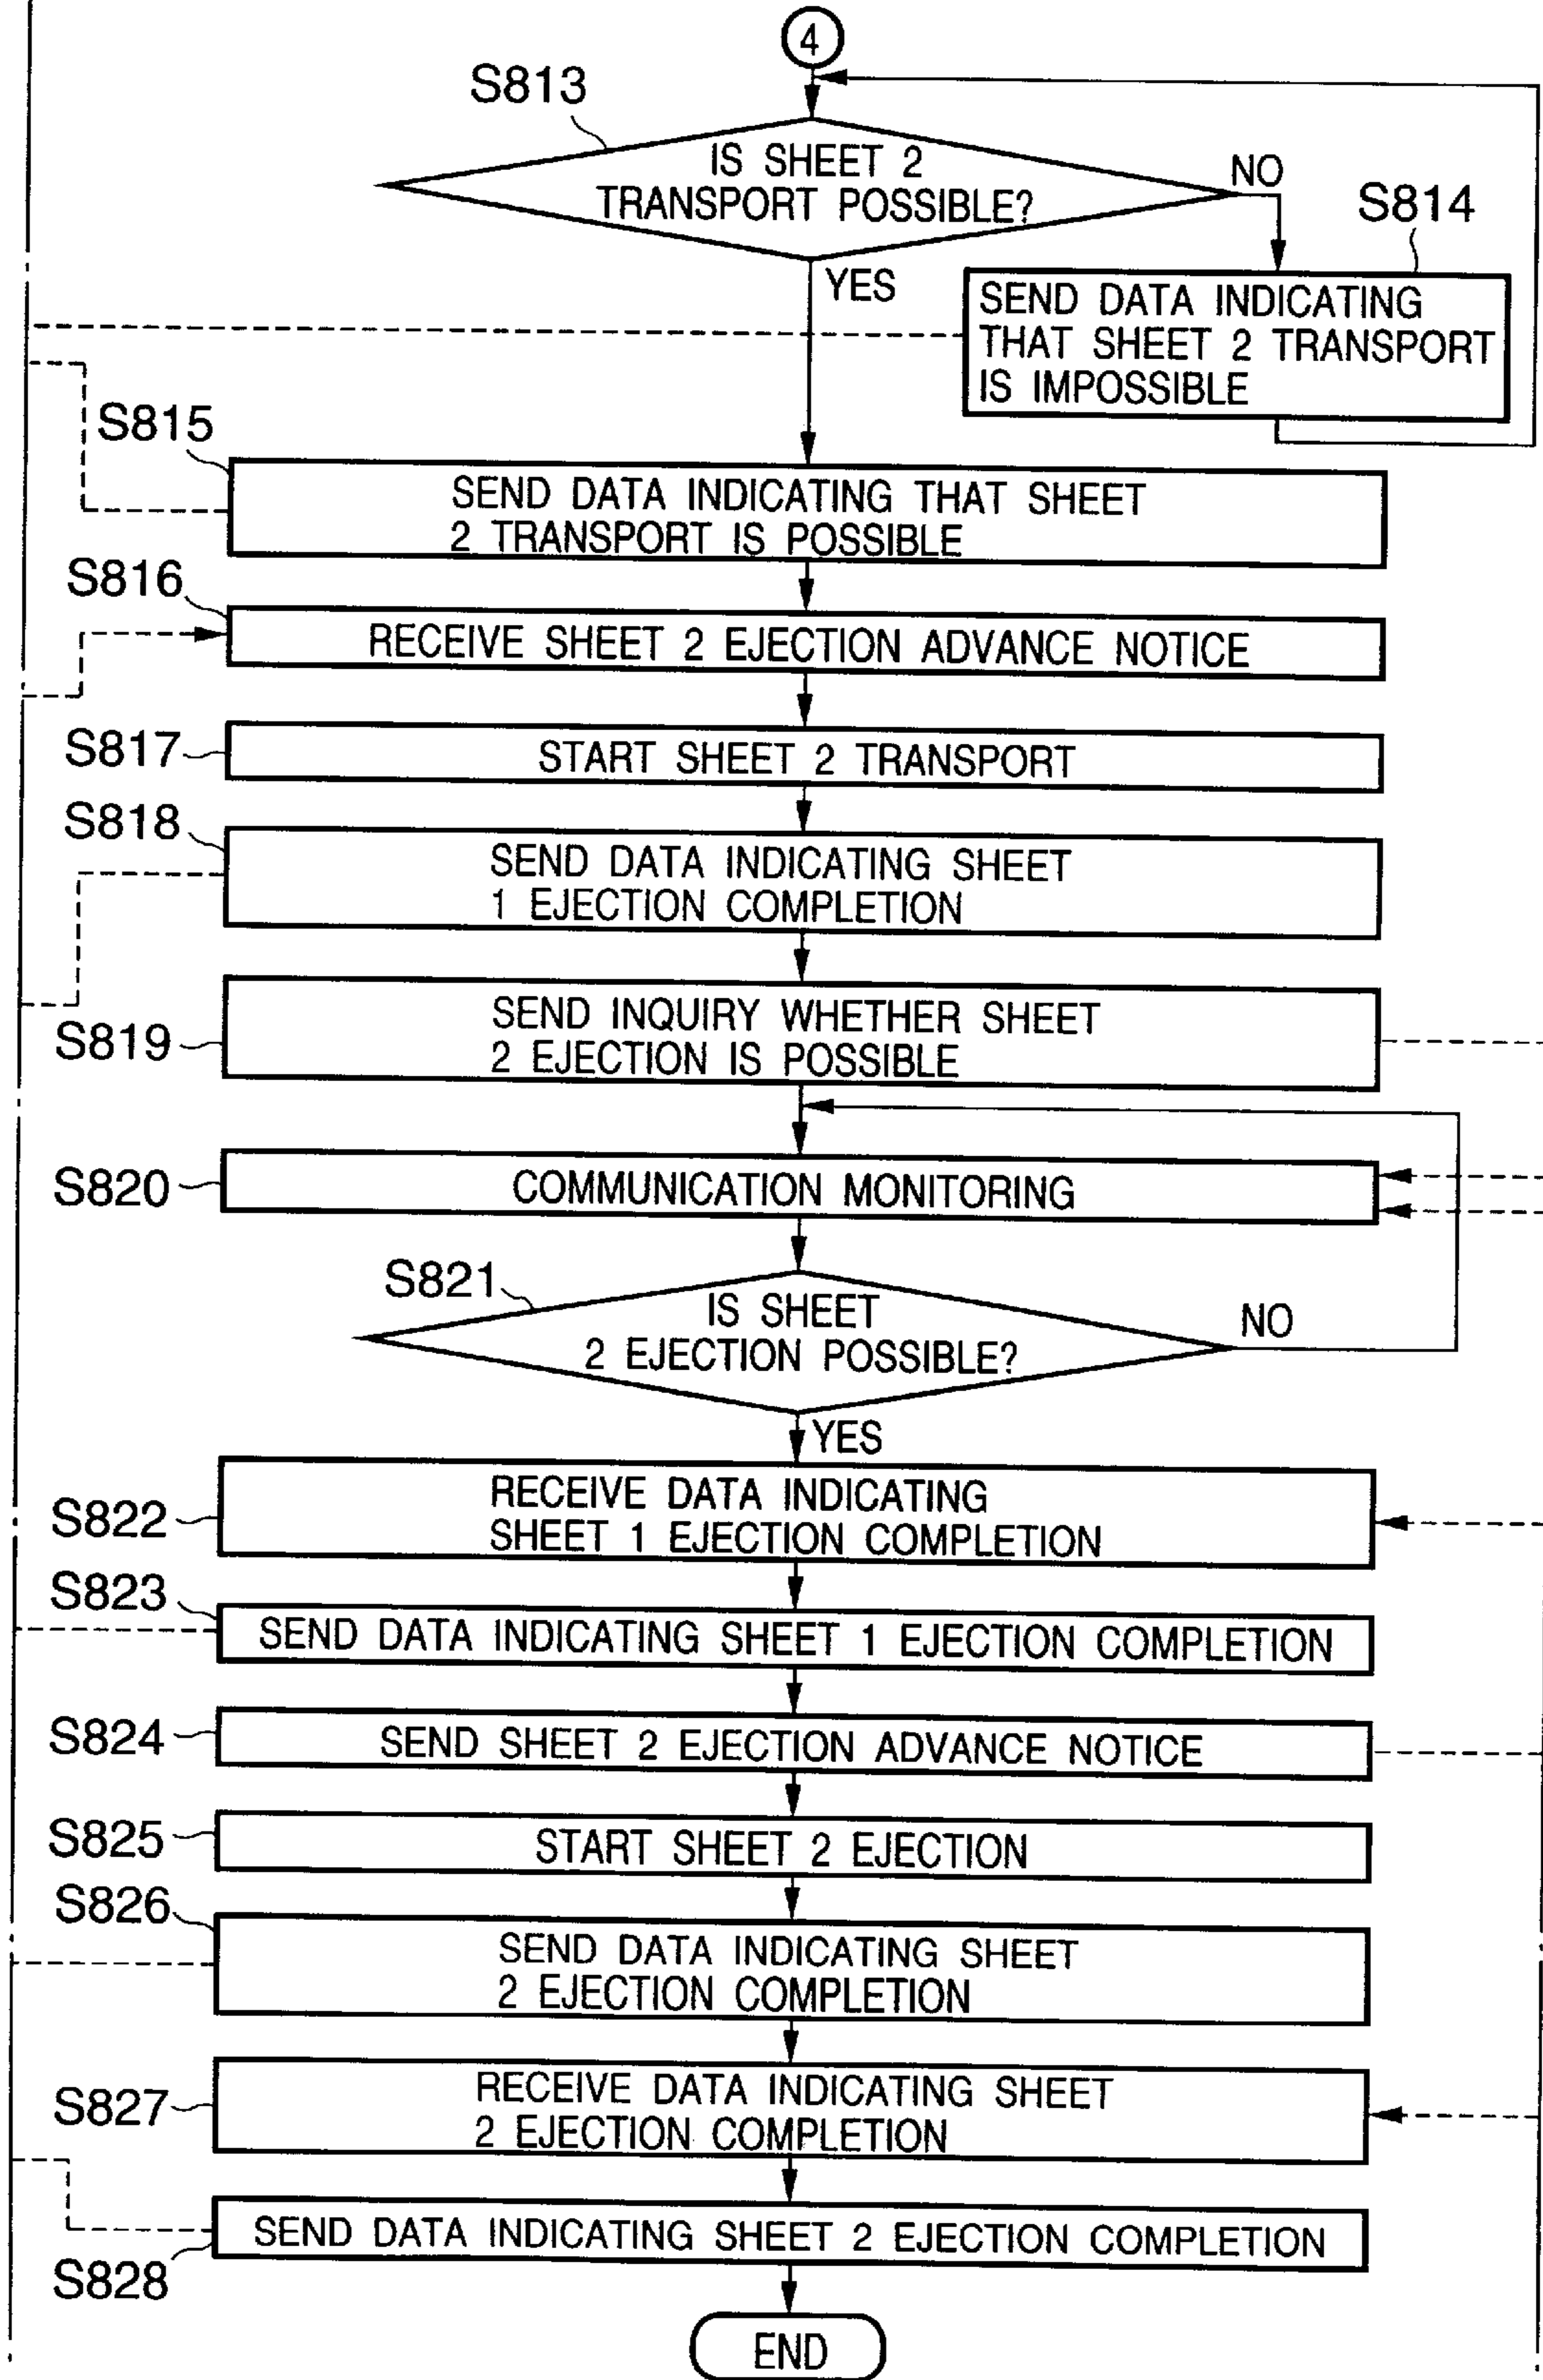 4
S813
IS SHEET 2
TRANSPORT POSSIBLE?
NO
S814
YES
SEND DATA INDICATING
THAT SHEET 2 TRANSPORT
IS IMPOSSIBLE
S815
SEND DATA INDICATING THAT SHEET
2 TRANSPORT IS POSSIBLE
S816
RECEIVE SHEET 2 EJECTION ADVANCE NOTICE
S817
START SHEET 2 TRANSPORT
S818
SEND DATA INDICATING SHEET
1 EJECTION COMPLETION
S819
SEND INQUIRY WHETHER SHEET
2 EJECTION IS POSSIBLE
S820
COMMUNICATION MONITORING
S821
IS SHEET
2 EJECTION POSSIBLE?
NO
YES
S822
RECEIVE DATA INDICATING
SHEET 1 EJECTION COMPLETION
S823
SEND DATA INDICATING SHEET 1 EJECTION COMPLETION
S824
SEND SHEET 2 EJECTION ADVANCE NOTICE
S825
START SHEET 2 EJECTION
S826
SEND DATA INDICATING SHEET
2 EJECTION COMPLETION
S827
RECEIVE DATA INDICATING SHEET
2 EJECTION COMPLETION
SEND DATA INDICATING SHEET 2 EJECTION COMPLETION
S828
END